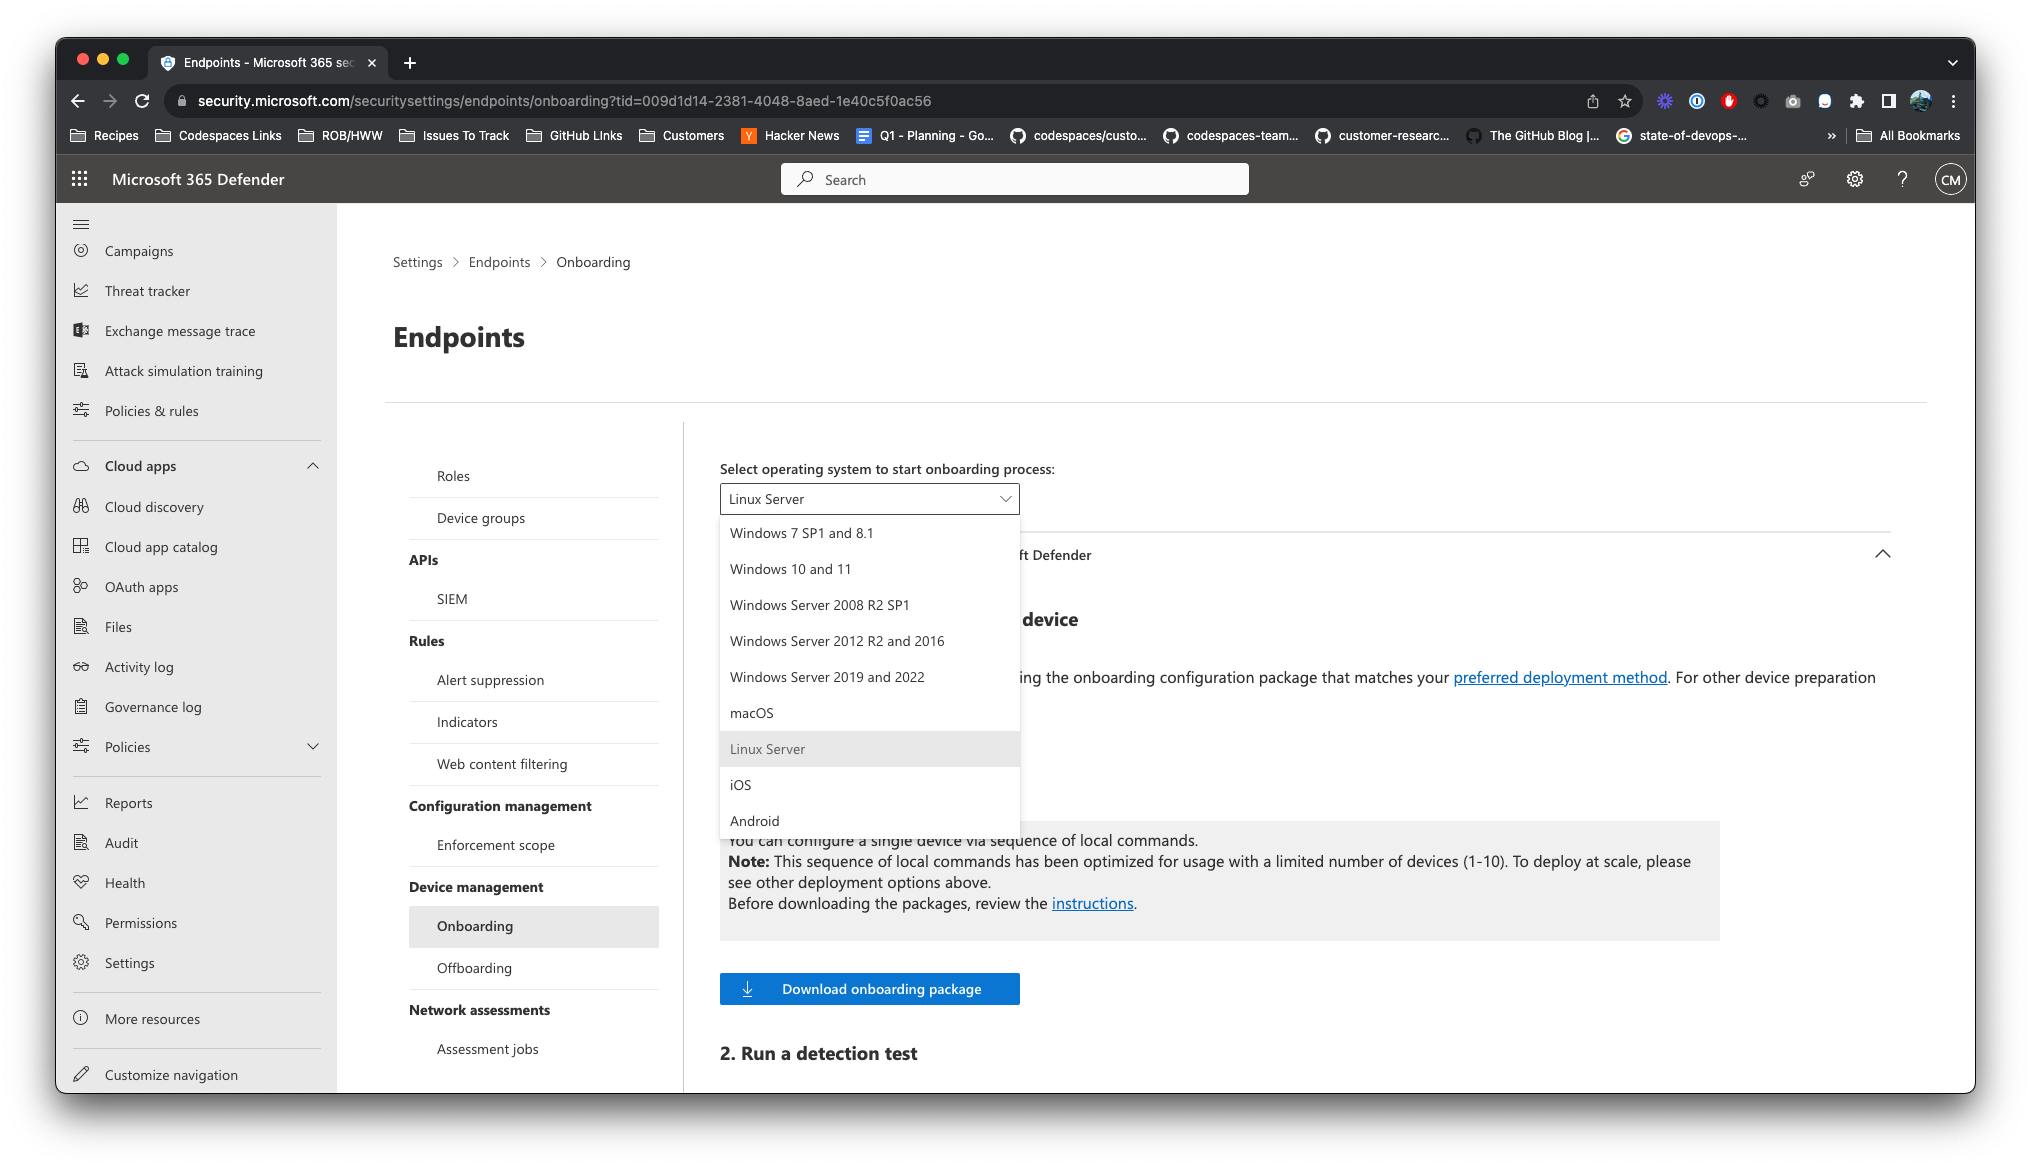 Endpoints - Microsoft 365 sec
security.microsoft.com/securitysettings/endpoints/onboarding?tid=009d1d14-2381-4048-8aed-1e40c5f0ac56
Recipes Codespaces Links ROB/HWW Issues To Track GitHub LInks Customers Hacker News Q1 - Planning - Go... codespaces/custo... codespaces-team... customer-researc... The GitHub Blog |... state-of-devops-... » All Bookmarks
Microsoft 365 Defender
Search
CM
Campaigns
Threat tracker
Exchange message trace
Attack simulation training
Policies & rules
Cloud apps
Cloud discovery
Cloud app catalog
OAuth apps
Files
Activity log
Governance log
Policies
Reports
Audit
Health
Permissions
Settings
More resources
Customize navigation
Settings > Endpoints > Onboarding
Endpoints
Roles
Device groups
APIs
SIEM
Rules
Alert suppression
Indicators
Web content filtering
Configuration management
Enforcement scope
Device management
Onboarding
Offboarding
Network assessments
Assessment jobs
Select operating system to start onboarding process:
Linux Server
Windows 7 SP1 and 8.1
Windows 10 and 11
Windows Server 2008 R2 SP1
Windows Server 2012 R2 and 2016
Windows Server 2019 and 2022
macOS
Linux Server
iOS
Android
ft Defender
device
ing the onboarding configuration package that matches your preferred deployment method. For other device preparation
You can configure a single device via sequence of local commands.
Note: This sequence of local commands has been optimized for usage with a limited number of devices (1-10). To deploy at scale, please
see other deployment options above.
Before downloading the packages, review the instructions.
Download onboarding package
2. Run a detection test